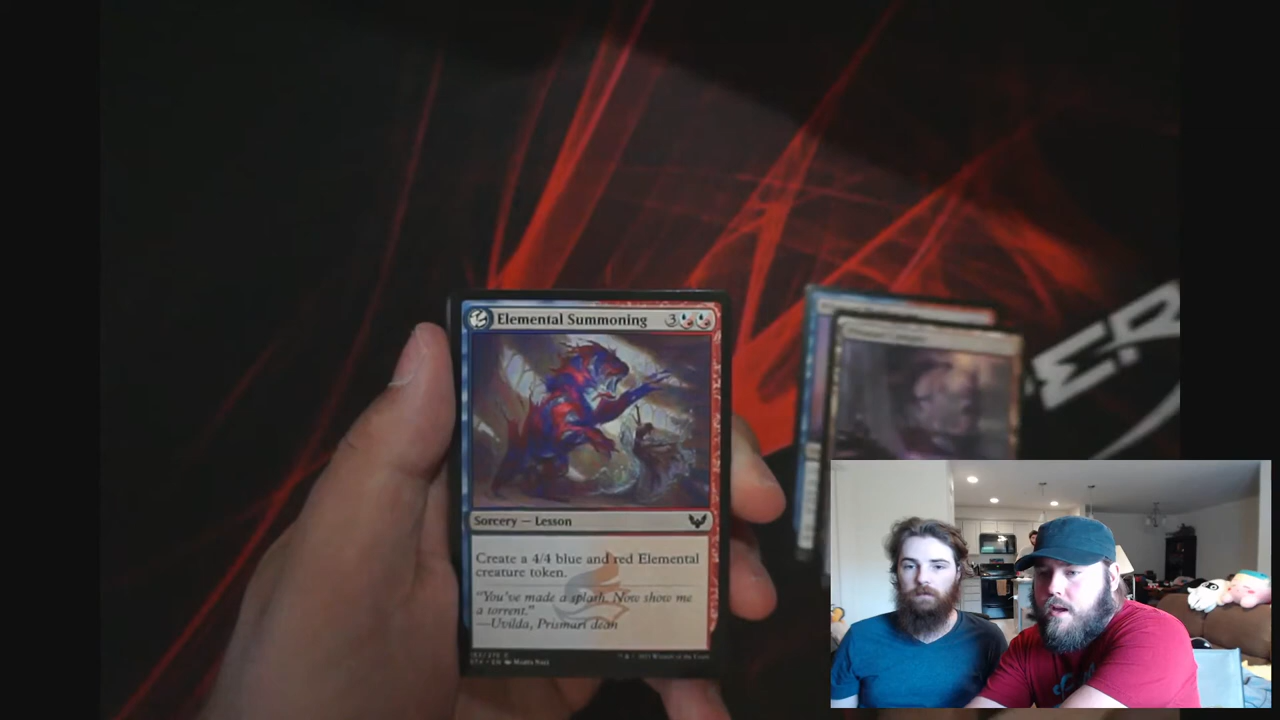 Elemental Summoning 3
Sorcery — Lesson
Create a 4/4 blue and red Elemental
creature token.
"You've made a splash. Now show me
a torrent."
—Uvilda, Prismari dean
ER